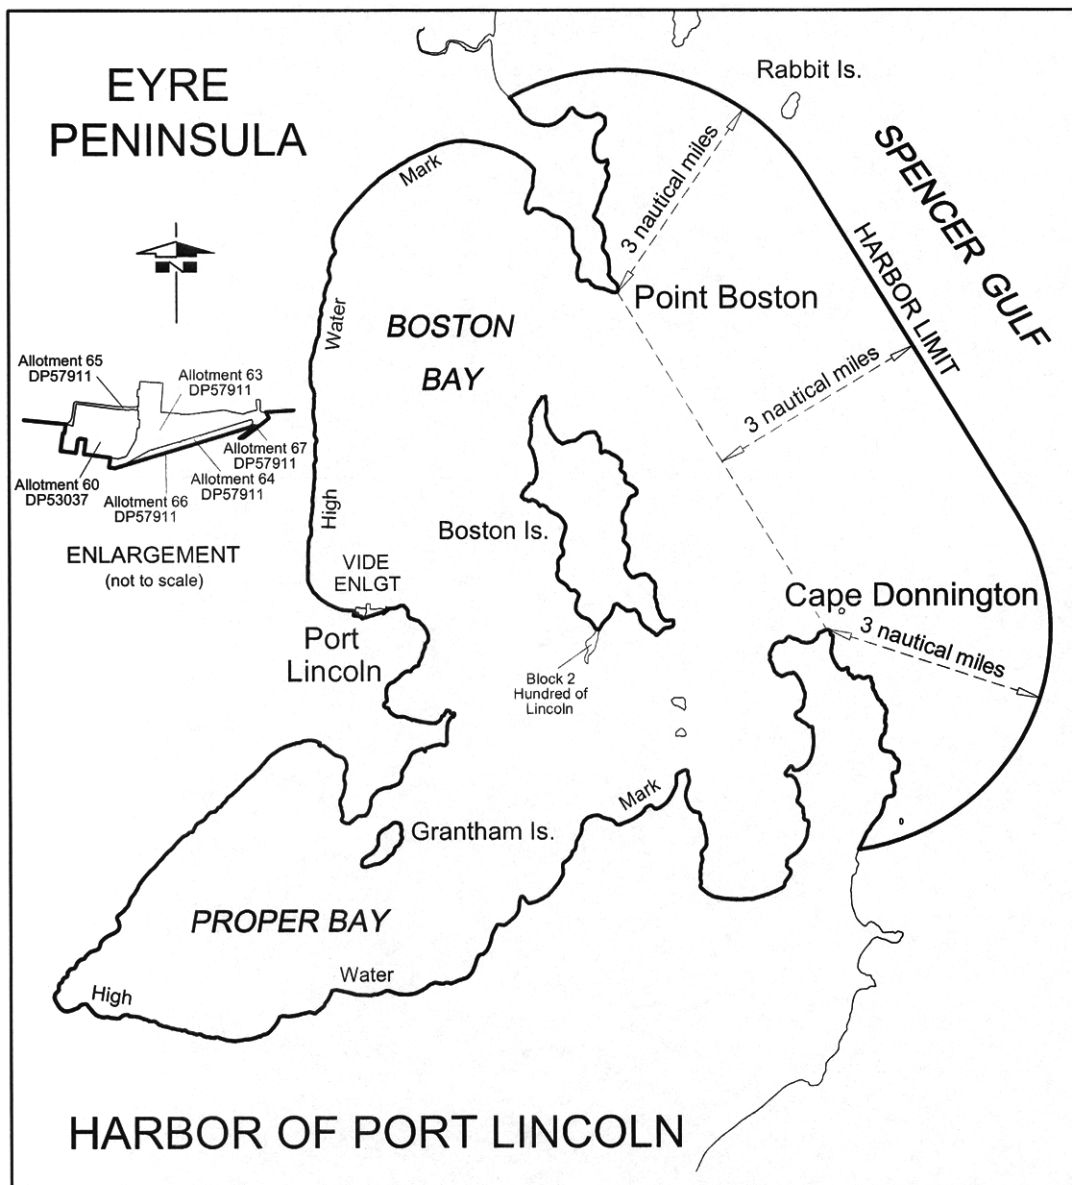 EYRE
PENINSULA
Rabbit Is.
SPENCER GULF
HARBOR LIMIT
Mark
3 nautical miles
Point Boston
Water
BOSTON
BAY
N
Allotment 65
DP57911
Allotment 63
DP57911
3 nautical miles
Allotment 67
DP57911
Allotment 60
DP53037
Allotment 64
DP57911
Allotment 66
DP57911
High
Boston Is.
ENLARGEMENT
(not to scale)
VIDE
ENLGT
Cape Donnington
3 nautical miles
Port
Lincoln
Block 2
Hundred of
Lincoln
Mark
Grantham Is.
PROPER BAY
Water
High
HARBOR OF PORT LINCOLN